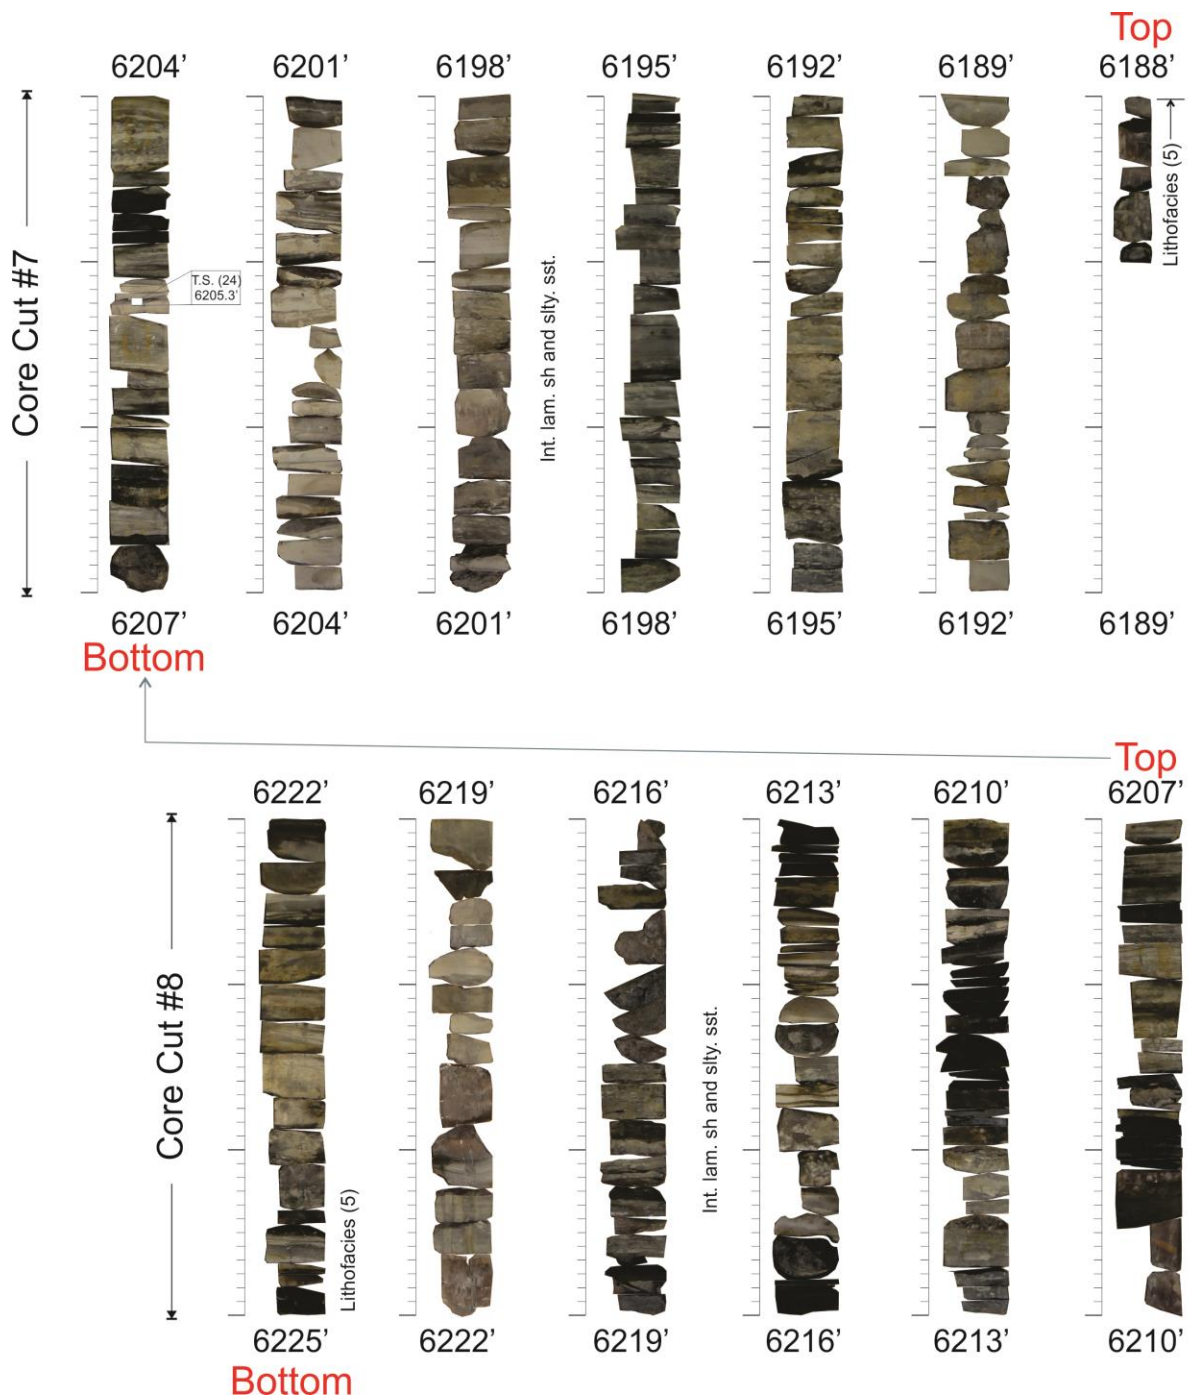 Top
6204’ 6201’ 6198’ 6195’ 6192’ 6189’ 6188’
Core Cut #7
T.S. (24)
6205.3’
Int. lam. sh and slty. sst.
Lithofacies (5)
6207’ 6204’ 6201’ 6198’ 6195’ 6192’ 6189’
Bottom
Top
6222’ 6219’ 6216’ 6213’ 6210’ 6207’
Core Cut #8
Lithofacies (5)
Int. lam. sh and slty. sst.
6225’ 6222’ 6219’ 6216’ 6213’ 6210’
Bottom